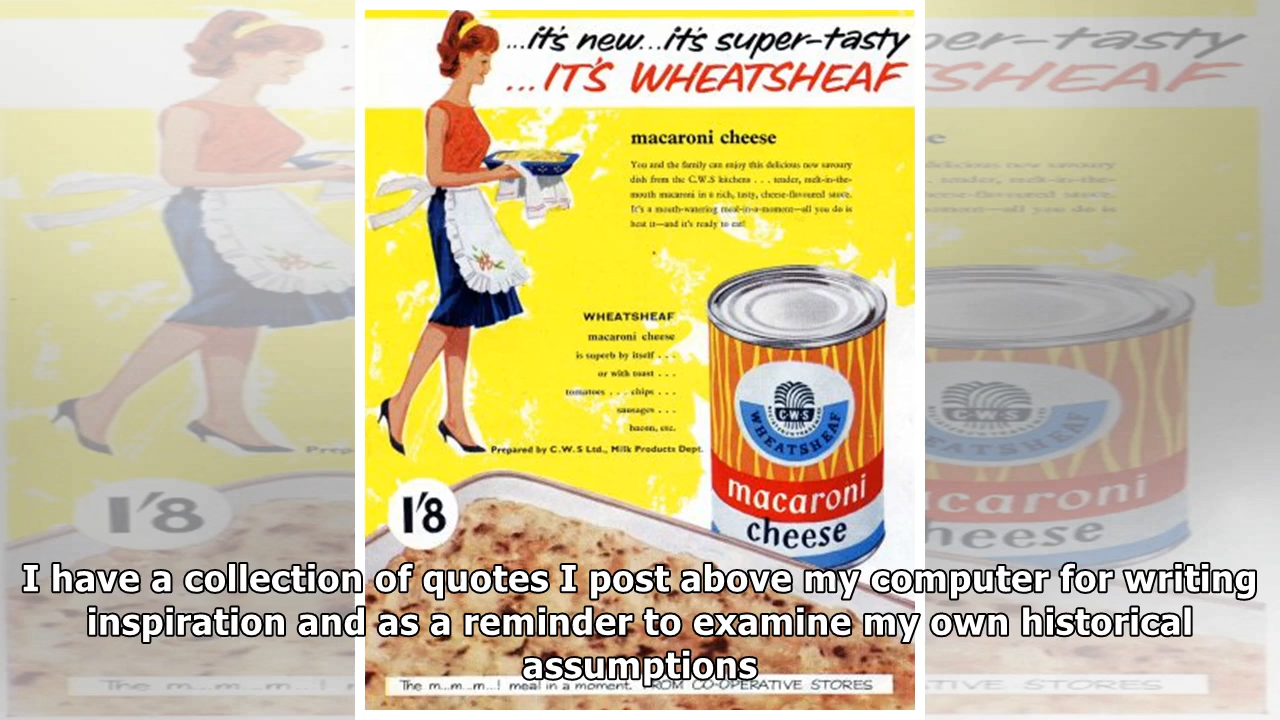 ...it's new...it's super-tasty
...IT'S WHEATSHEAF
macaroni cheese
You and the family can enjoy this delicious new savoury
dish from the C.W.S kitchens . . . tender, melt-in-the-
mouth macaroni in a rich, tasty, cheese-flavoured sauce.
It's a mouth-watering meal-in-a-moment—all you do is
heat it—and it's ready to eat!
WHEATSHEAF
macaroni cheese
is superb by itself . . .
or with toast . . .
tomatoes . . . chips . . .
sausages . . .
bacon, etc.
Prepared by C.W.S Ltd., Milk Products Dept.
C·W·S
WHEATSHEAF
macaroni
cheese
1'8
I have a collection of quotes I post above my computer for writing
inspiration and as a reminder to examine my own historical
assumptions
The m...m...m...! meal in a moment. FROM CO-OPERATIVE STORES